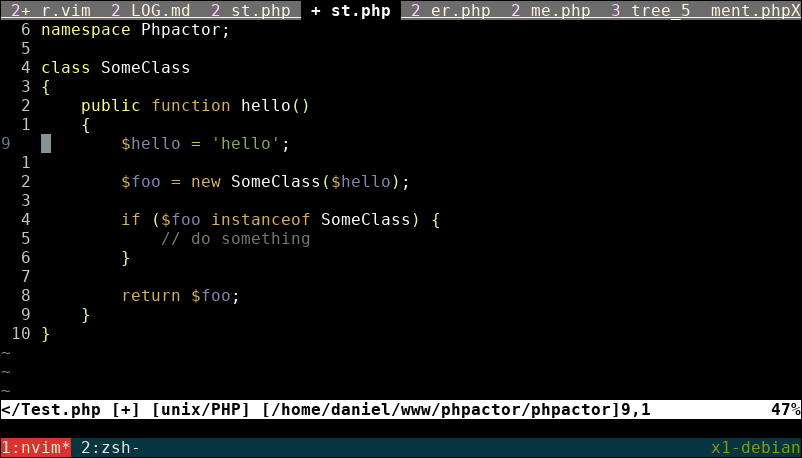 2+ r.vim 2 LOG.md 2 st.php + st.php 2 er.php 2 me.php 3 tree_5 ment.phpX
6 namespace Phpactor;
5
4 class SomeClass
3 {
2     public function hello()
1     {
9         $hello = 'hello';
1
2         $foo = new SomeClass($hello);
3
4         if ($foo instanceof SomeClass) {
5             // do something
6         }
7
8         return $foo;
9     }
10 }
~
~
~
</Test.php [+] [unix/PHP] [/home/daniel/www/phpactor/phpactor]9,1 47%
1:nvim* 2:zsh- x1-debian